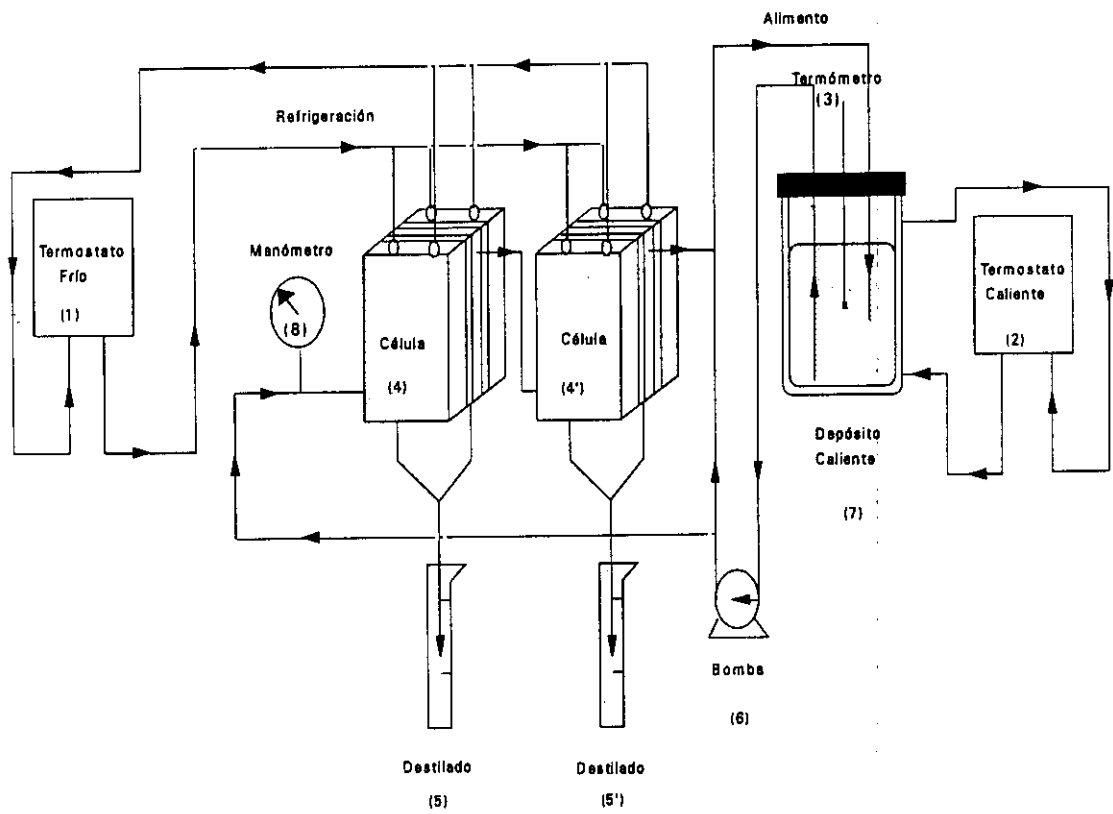 Alimento
Termómetro
(3)
Refrigeración
Termostato
Frío
(1)
Manómetro
(8)
Célula
(4)
Célula
(4')
Termostato
Caliente
(2)
Depósito
Caliente
(7)
Bomba
(6)
Destilado
(5)
Destilado
(5')